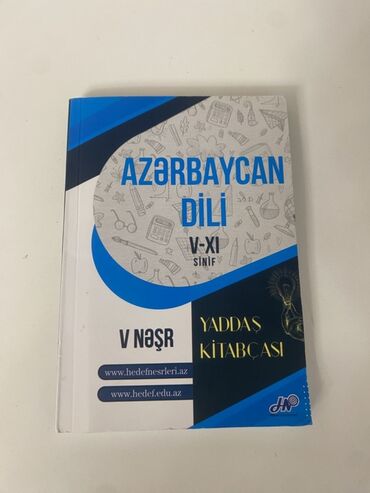 AZƏRBAYCAN
DİLİ
V-XI
SİNİF
V NƏŞR
YADDAŞ
KİTABÇASI
www.hedefnesrleri.az
www.hedef.edu.az